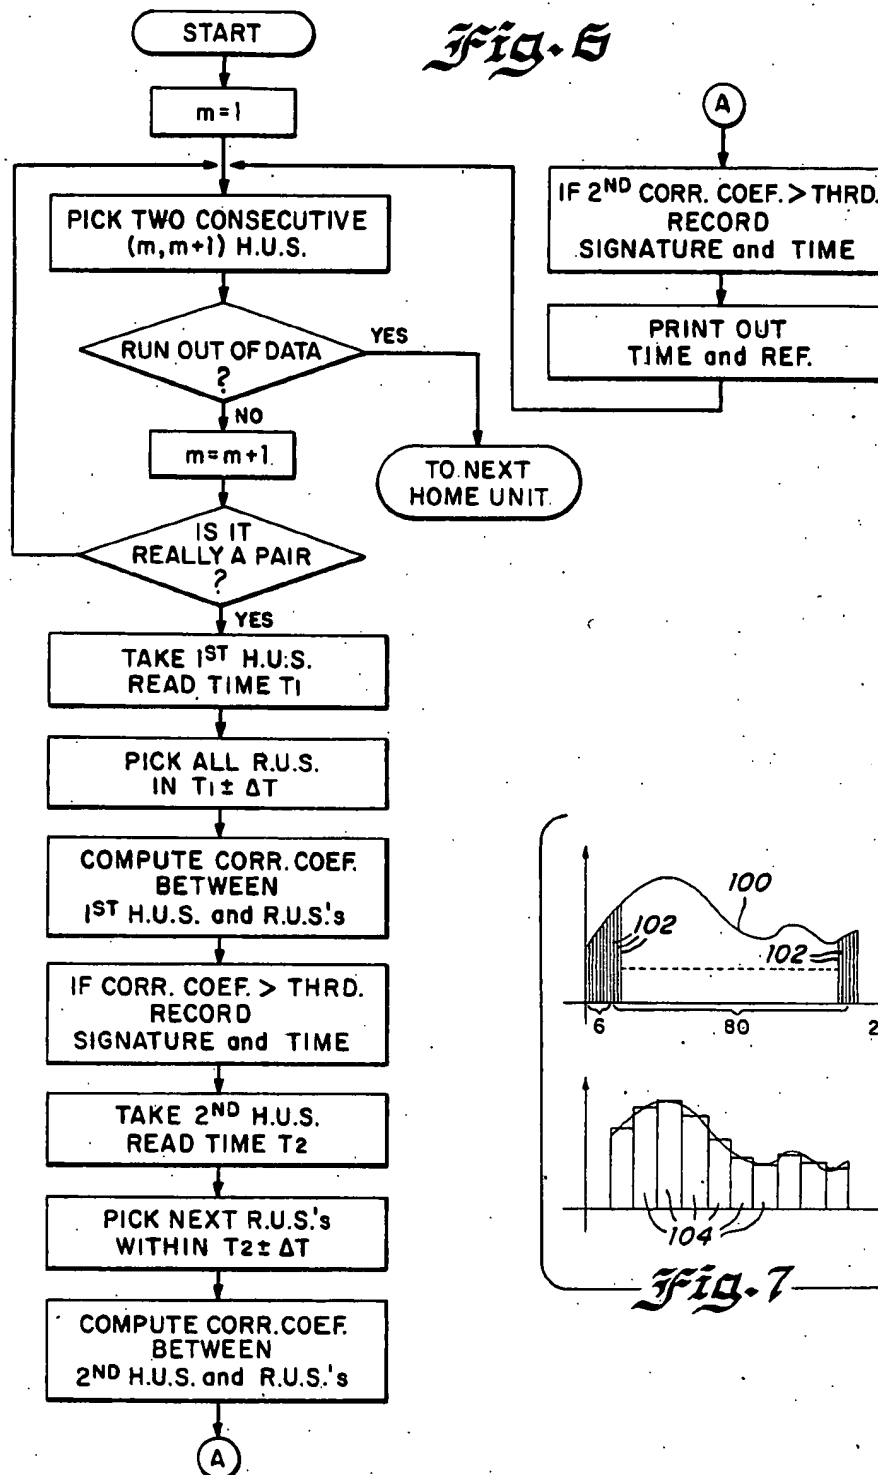 START
Fig. 6
m=1
PICK TWO CONSECUTIVE
(m, m+1) H.U.S.
RUN OUT OF DATA
?
YES
NO
m=m+1
TO NEXT
HOME UNIT
IS IT
REALLY A PAIR
?
YES
TAKE 1ST H.U.S.
READ TIME T1
PICK ALL R.U.S.
IN T1 ± ΔT
COMPUTE CORR. COEF.
BETWEEN
1ST H.U.S. and R.U.S.'s
IF CORR. COEF. > THRD.
RECORD
SIGNATURE and TIME
TAKE 2ND H.U.S.
READ TIME T2
PICK NEXT R.U.S.'s
WITHIN T2 ± ΔT
COMPUTE CORR. COEF.
BETWEEN
2ND H.U.S. and R.U.S.'s
A
A
IF 2ND CORR. COEF. > THRD.
RECORD
SIGNATURE and TIME
PRINT OUT
TIME and REF.
100
102
102
6
80
2
104
Fig. 7